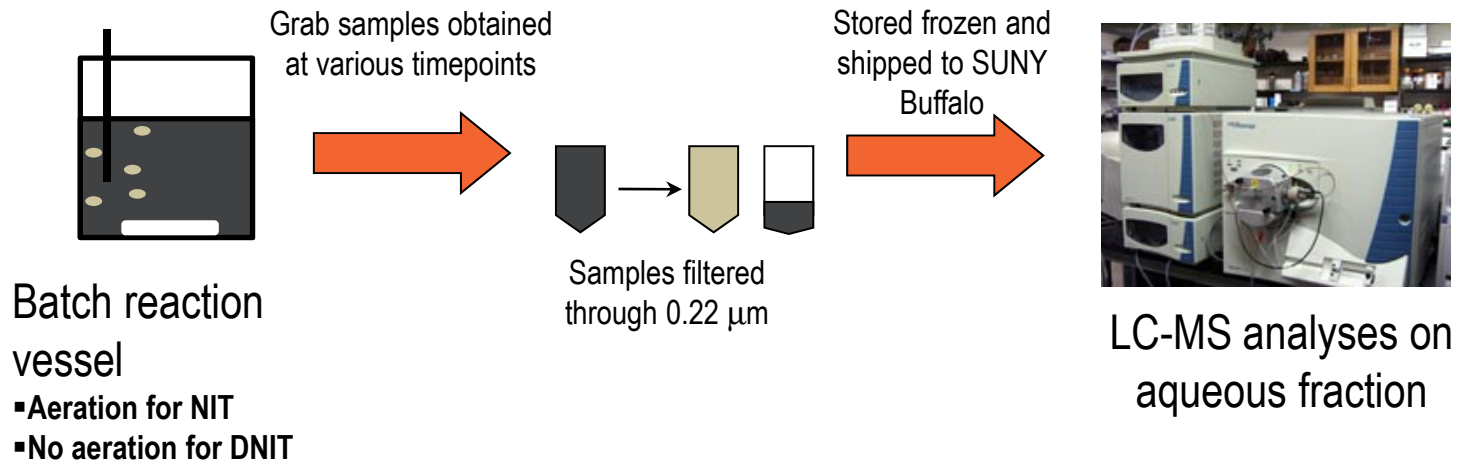 Grab samples obtained
at various timepoints
Stored frozen and
shipped to SUNY
Buffalo
Samples filtered
through 0.22 μm
Batch reaction
vessel
▪Aeration for NIT
▪No aeration for DNIT
LC-MS analyses on
aqueous fraction